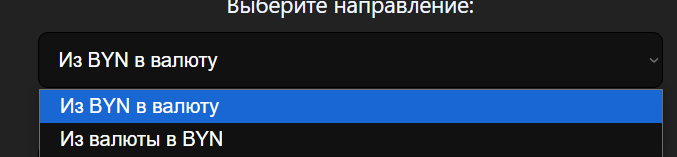 Выберите направление:
Из BYN в валюту
Из BYN в валюту
Из валюты в BYN